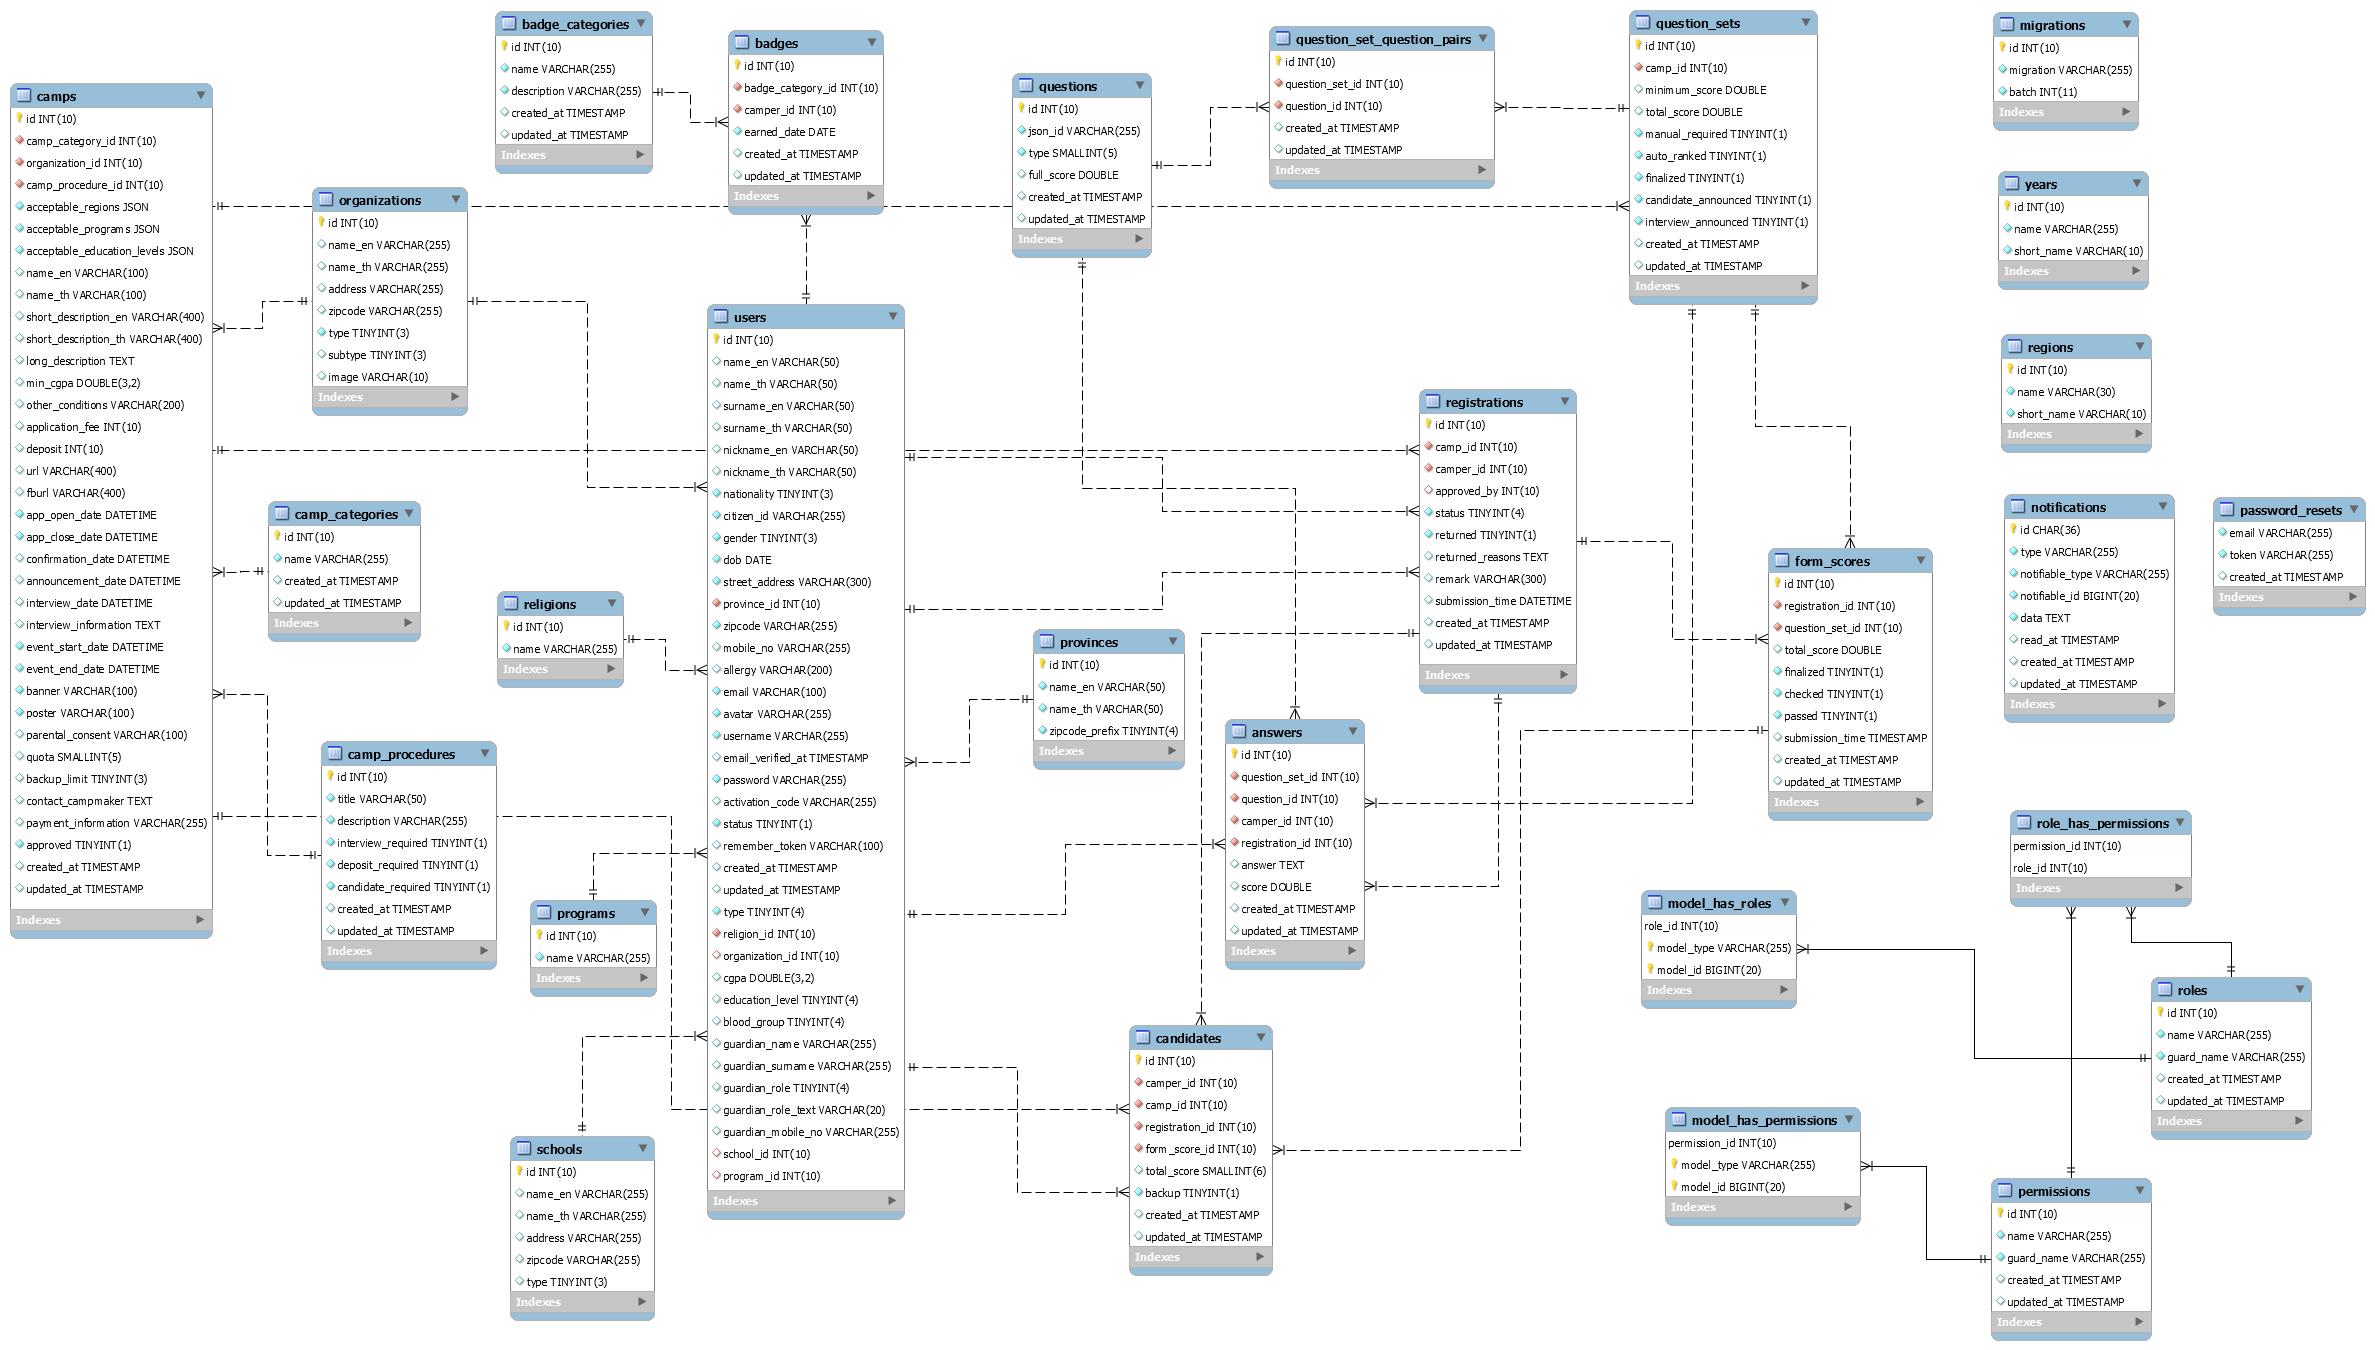 camps
id INT(10)
camp_category_id INT(10)
organization_id INT(10)
camp_procedure_id INT(10)
acceptable_regions JSON
acceptable_programs JSON
acceptable_education_levels JSON
name_en VARCHAR(100)
name_th VARCHAR(100)
short_description_en VARCHAR(400)
short_description_th VARCHAR(400)
long_description TEXT
min_cgpa DOUBLE(3,2)
other_conditions VARCHAR(200)
application_fee INT(10)
deposit INT(10)
url VARCHAR(400)
fburl VARCHAR(400)
app_open_date DATETIME
app_close_date DATETIME
confirmation_date DATETIME
announcement_date DATETIME
interview_date DATETIME
interview_information TEXT
event_start_date DATETIME
event_end_date DATETIME
banner VARCHAR(100)
poster VARCHAR(100)
parental_consent VARCHAR(100)
quota SMALLINT(5)
backup_limit TINYINT(3)
contact_campmaker TEXT
payment_information VARCHAR(255)
approved TINYINT(1)
created_at TIMESTAMP
updated_at TIMESTAMP
Indexes
badge_categories
id INT(10)
name VARCHAR(255)
description VARCHAR(255)
created_at TIMESTAMP
updated_at TIMESTAMP
Indexes
badges
id INT(10)
badge_category_id INT(10)
camper_id INT(10)
earned_date DATE
created_at TIMESTAMP
updated_at TIMESTAMP
Indexes
organizations
id INT(10)
name_en VARCHAR(255)
name_th VARCHAR(255)
address VARCHAR(255)
zipcode VARCHAR(255)
type TINYINT(3)
subtype TINYINT(3)
image VARCHAR(10)
Indexes
camp_categories
id INT(10)
name VARCHAR(255)
created_at TIMESTAMP
updated_at TIMESTAMP
Indexes
camp_procedures
id INT(10)
title VARCHAR(50)
description VARCHAR(255)
interview_required TINYINT(1)
deposit_required TINYINT(1)
candidate_required TINYINT(1)
created_at TIMESTAMP
updated_at TIMESTAMP
Indexes
religions
id INT(10)
name VARCHAR(255)
Indexes
programs
id INT(10)
name VARCHAR(255)
Indexes
schools
id INT(10)
name_en VARCHAR(255)
name_th VARCHAR(255)
address VARCHAR(255)
zipcode VARCHAR(255)
type TINYINT(3)
Indexes
users
id INT(10)
name_en VARCHAR(50)
name_th VARCHAR(50)
surname_en VARCHAR(50)
surname_th VARCHAR(50)
nickname_en VARCHAR(50)
nickname_th VARCHAR(50)
nationality TINYINT(3)
citizen_id VARCHAR(255)
gender TINYINT(3)
dob DATE
street_address VARCHAR(300)
province_id INT(10)
zipcode VARCHAR(255)
mobile_no VARCHAR(255)
allergy VARCHAR(200)
email VARCHAR(100)
avatar VARCHAR(255)
username VARCHAR(255)
email_verified_at TIMESTAMP
password VARCHAR(255)
activation_code VARCHAR(255)
status TINYINT(1)
remember_token VARCHAR(100)
created_at TIMESTAMP
updated_at TIMESTAMP
type TINYINT(4)
religion_id INT(10)
organization_id INT(10)
cgpa DOUBLE(3,2)
education_level TINYINT(4)
blood_group TINYINT(4)
guardian_name VARCHAR(255)
guardian_surname VARCHAR(255)
guardian_role TINYINT(4)
guardian_role_text VARCHAR(20)
guardian_mobile_no VARCHAR(255)
school_id INT(10)
program_id INT(10)
Indexes
questions
id INT(10)
json_id VARCHAR(255)
type SMALLINT(5)
full_score DOUBLE
created_at TIMESTAMP
updated_at TIMESTAMP
Indexes
question_set_question_pairs
id INT(10)
question_set_id INT(10)
question_id INT(10)
created_at TIMESTAMP
updated_at TIMESTAMP
Indexes
question_sets
id INT(10)
camp_id INT(10)
minimum_score DOUBLE
total_score DOUBLE
manual_required TINYINT(1)
auto_ranked TINYINT(1)
finalized TINYINT(1)
candidate_announced TINYINT(1)
interview_announced TINYINT(1)
created_at TIMESTAMP
updated_at TIMESTAMP
Indexes
provinces
id INT(10)
name_en VARCHAR(50)
name_th VARCHAR(50)
zipcode_prefix TINYINT(4)
Indexes
registrations
id INT(10)
camp_id INT(10)
camper_id INT(10)
approved_by INT(10)
status TINYINT(4)
returned TINYINT(1)
returned_reasons TEXT
remark VARCHAR(300)
submission_time DATETIME
created_at TIMESTAMP
updated_at TIMESTAMP
Indexes
answers
id INT(10)
question_set_id INT(10)
question_id INT(10)
camper_id INT(10)
registration_id INT(10)
answer TEXT
score DOUBLE
created_at TIMESTAMP
updated_at TIMESTAMP
Indexes
candidates
id INT(10)
camper_id INT(10)
camp_id INT(10)
registration_id INT(10)
form_score_id INT(10)
total_score SMALLINT(6)
backup TINYINT(1)
created_at TIMESTAMP
updated_at TIMESTAMP
Indexes
form_scores
id INT(10)
registration_id INT(10)
question_set_id INT(10)
total_score DOUBLE
finalized TINYINT(1)
checked TINYINT(1)
passed TINYINT(1)
submission_time TIMESTAMP
created_at TIMESTAMP
updated_at TIMESTAMP
Indexes
migrations
id INT(10)
migration VARCHAR(255)
batch INT(11)
Indexes
years
id INT(10)
name VARCHAR(255)
short_name VARCHAR(10)
Indexes
regions
id INT(10)
name VARCHAR(30)
short_name VARCHAR(10)
Indexes
notifications
id CHAR(36)
type VARCHAR(255)
notifiable_type VARCHAR(255)
notifiable_id BIGINT(20)
data TEXT
read_at TIMESTAMP
created_at TIMESTAMP
updated_at TIMESTAMP
Indexes
password_resets
email VARCHAR(255)
token VARCHAR(255)
created_at TIMESTAMP
Indexes
role_has_permissions
permission_id INT(10)
role_id INT(10)
Indexes
model_has_roles
role_id INT(10)
model_type VARCHAR(255)
model_id BIGINT(20)
Indexes
roles
id INT(10)
name VARCHAR(255)
guard_name VARCHAR(255)
created_at TIMESTAMP
updated_at TIMESTAMP
Indexes
model_has_permissions
permission_id INT(10)
model_type VARCHAR(255)
model_id BIGINT(20)
Indexes
permissions
id INT(10)
name VARCHAR(255)
guard_name VARCHAR(255)
created_at TIMESTAMP
updated_at TIMESTAMP
Indexes